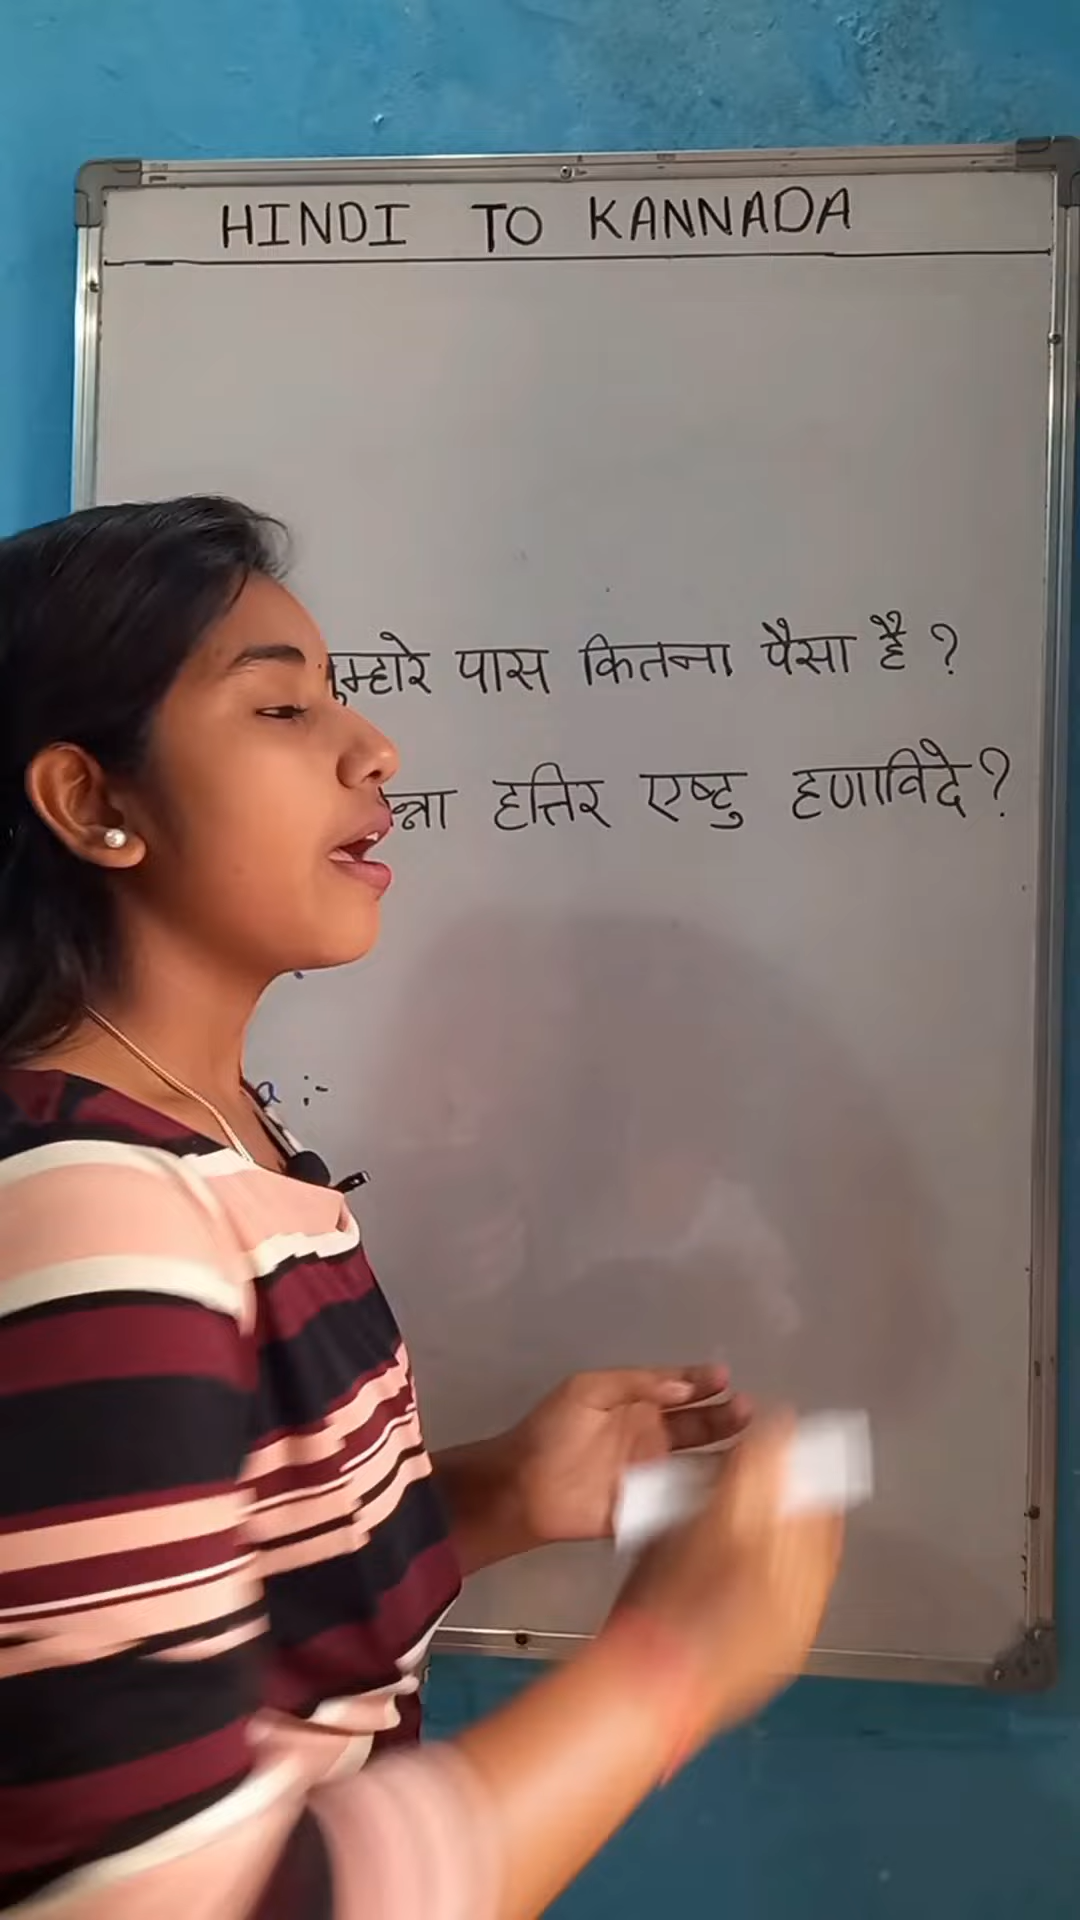 HINDI TO KANNADA
तुम्हारे पास कितना पैसा है ?
हत्तिर एष्टु हणाविदे ?
a :-